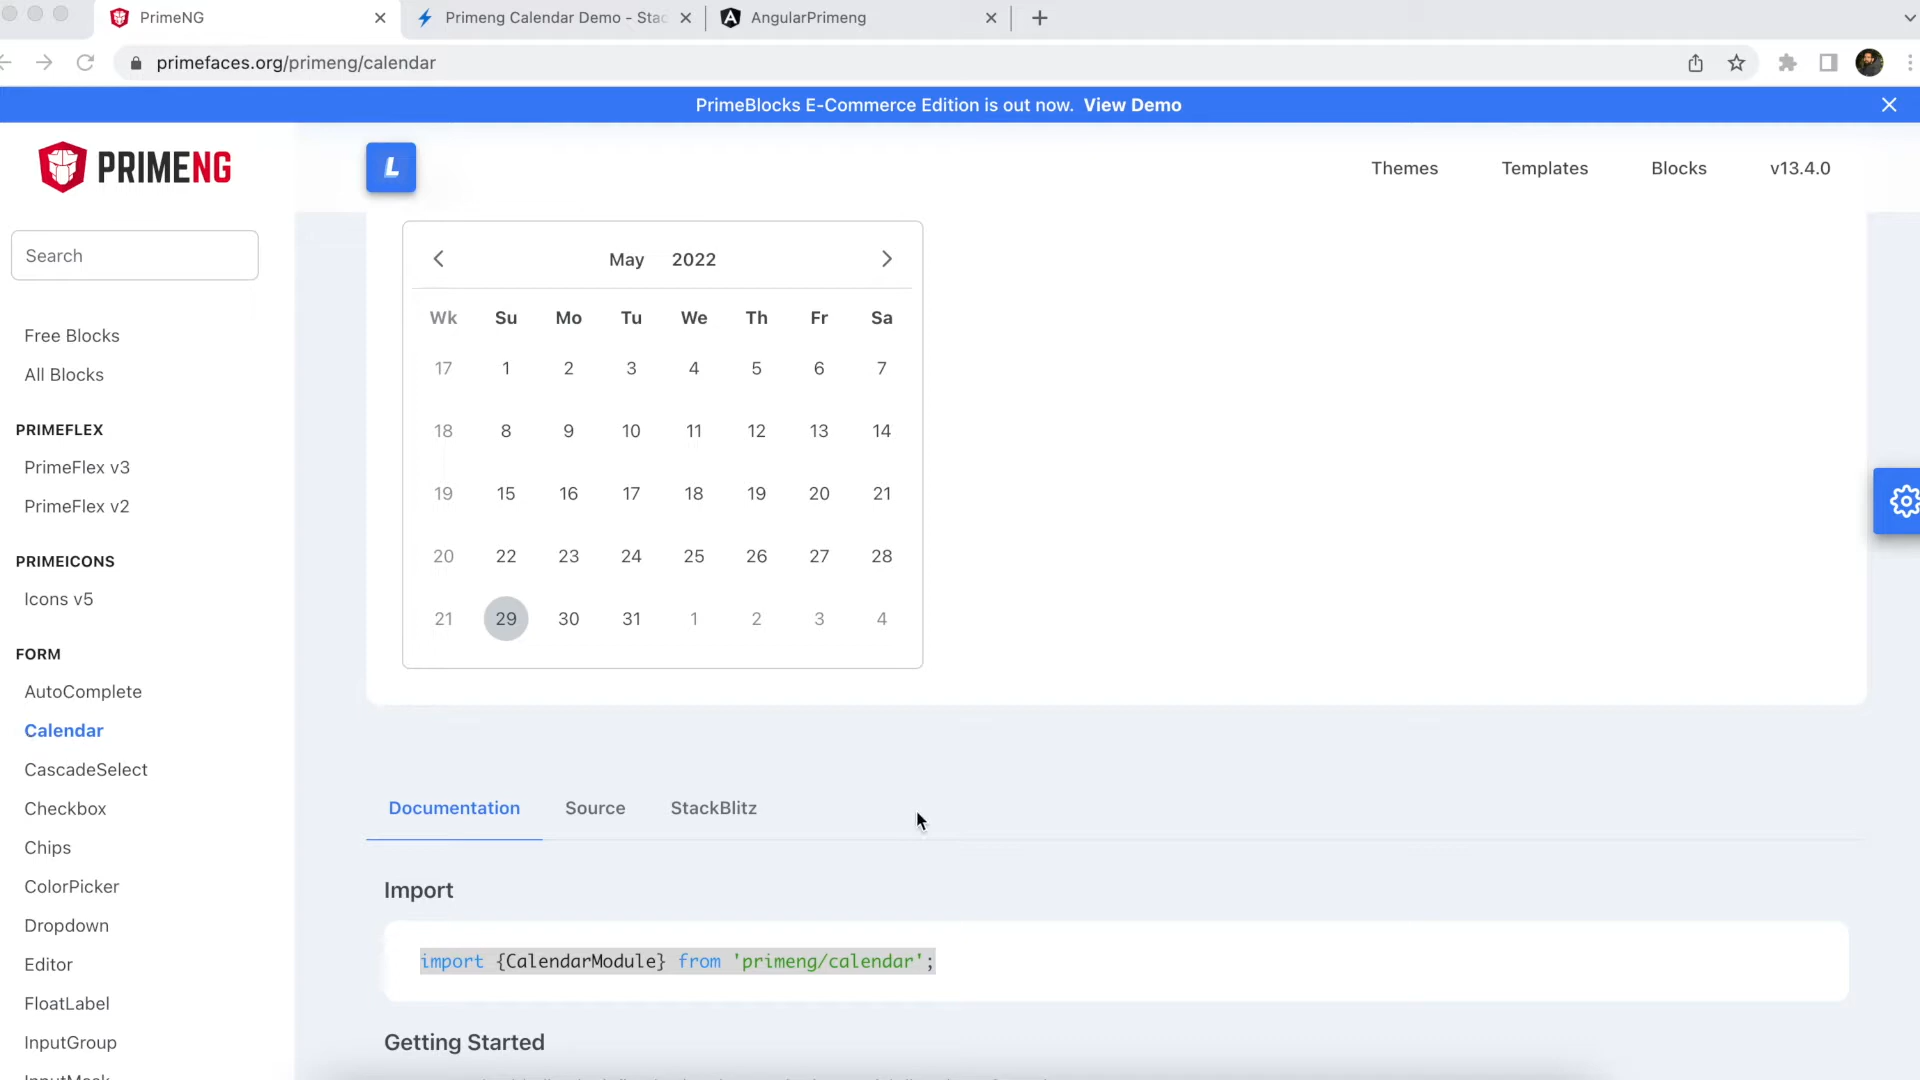 PrimeNG
Primeng Calendar Demo - Stac
AngularPrimeng
primefaces.org/primeng/calendar
PrimeBlocks E-Commerce Edition is out now. View Demo
PRIMENG
L
Themes
Templates
Blocks
v13.4.0
Search
Free Blocks
All Blocks
PRIMEFLEX
PrimeFlex v3
PrimeFlex v2
PRIMEICONS
Icons v5
FORM
AutoComplete
Calendar
CascadeSelect
Checkbox
Chips
ColorPicker
Dropdown
Editor
FloatLabel
InputGroup
InputMask
May 2022
Wk Su Mo Tu We Th Fr Sa
17 1 2 3 4 5 6 7
18 8 9 10 11 12 13 14
19 15 16 17 18 19 20 21
20 22 23 24 25 26 27 28
21 29 30 31 1 2 3 4
Documentation
Source
StackBlitz
Import
import {CalendarModule} from 'primeng/calendar';
Getting Started